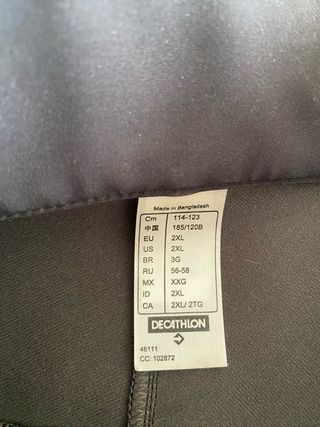 Made in Bangladesh
Cm 114-123
中国 185/120B
EU 2XL
US 2XL
BR 3G
RU 56-58
MX XXG
ID 2XL
CA 2XL/ 2TG
DECATHLON
46111
CC: 102872